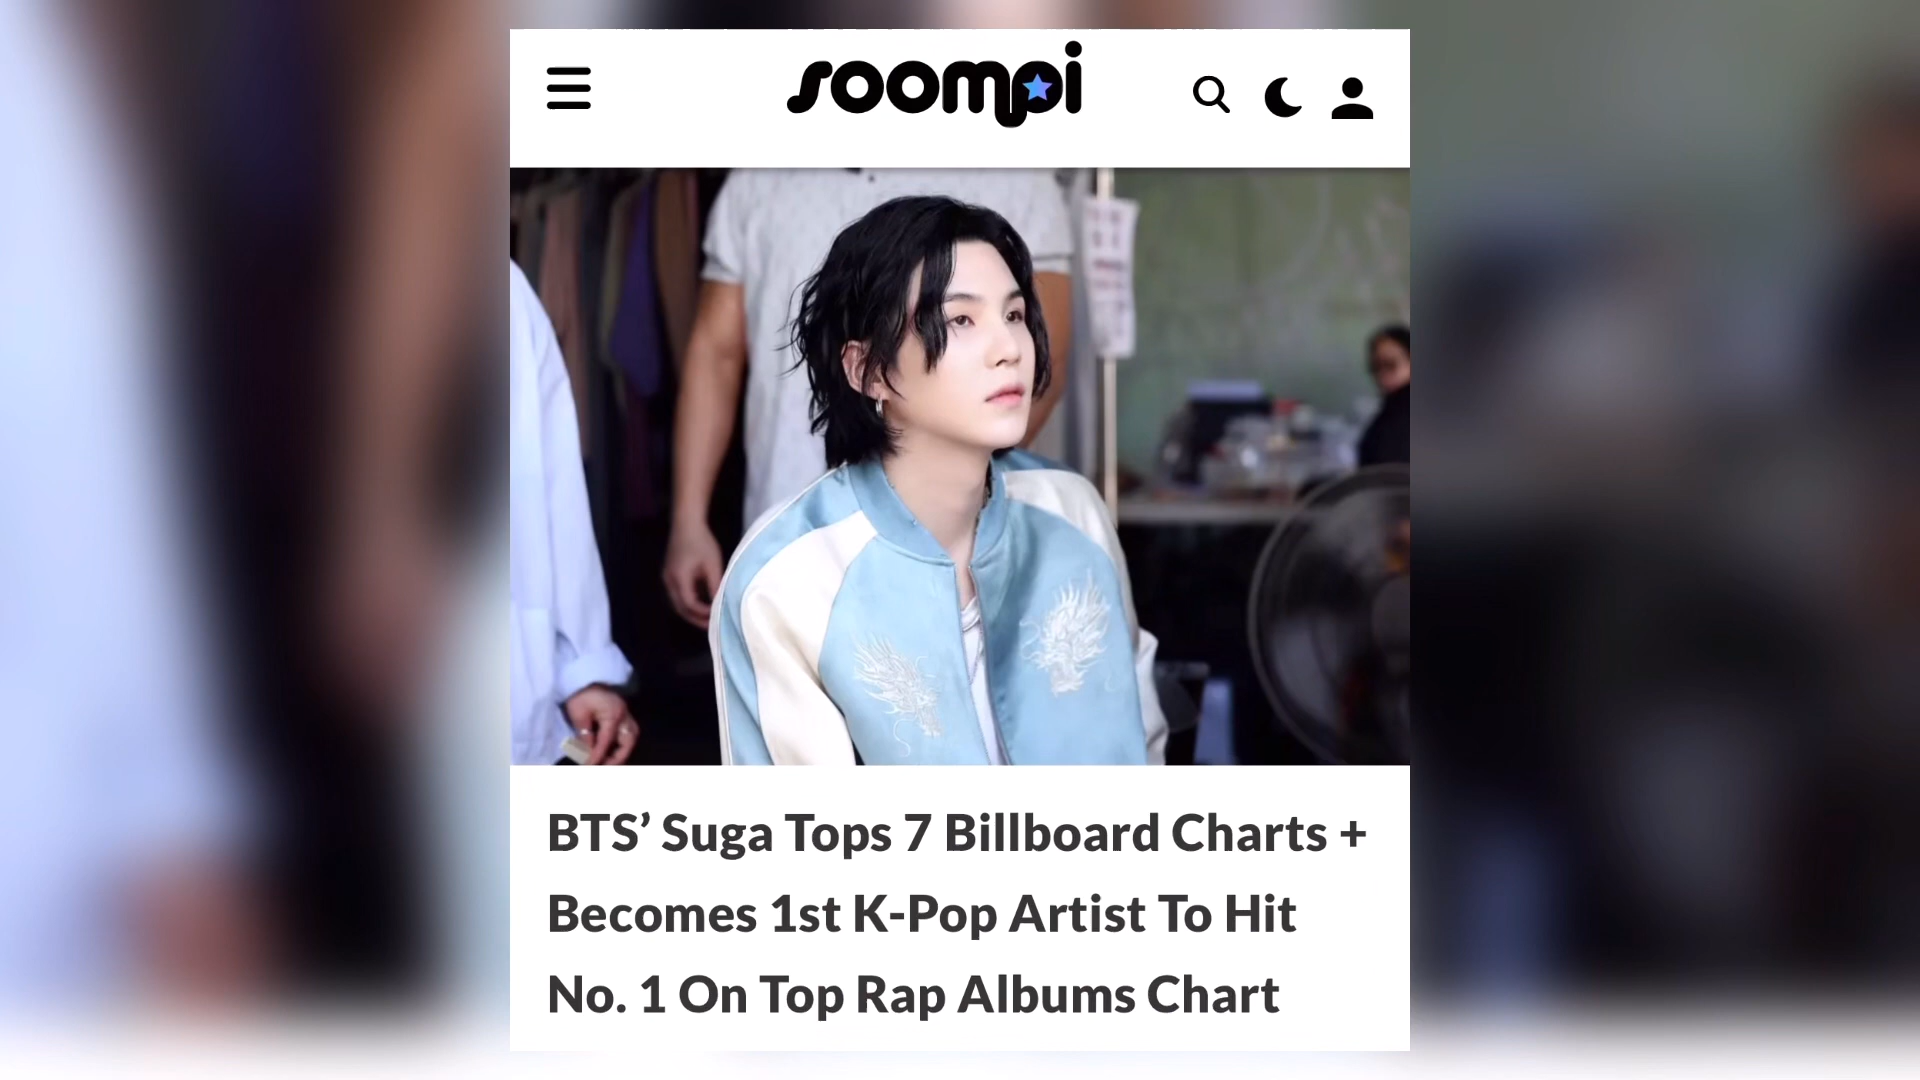 soompi
BTS’ Suga Tops 7 Billboard Charts +
Becomes 1st K-Pop Artist To Hit
No. 1 On Top Rap Albums Chart